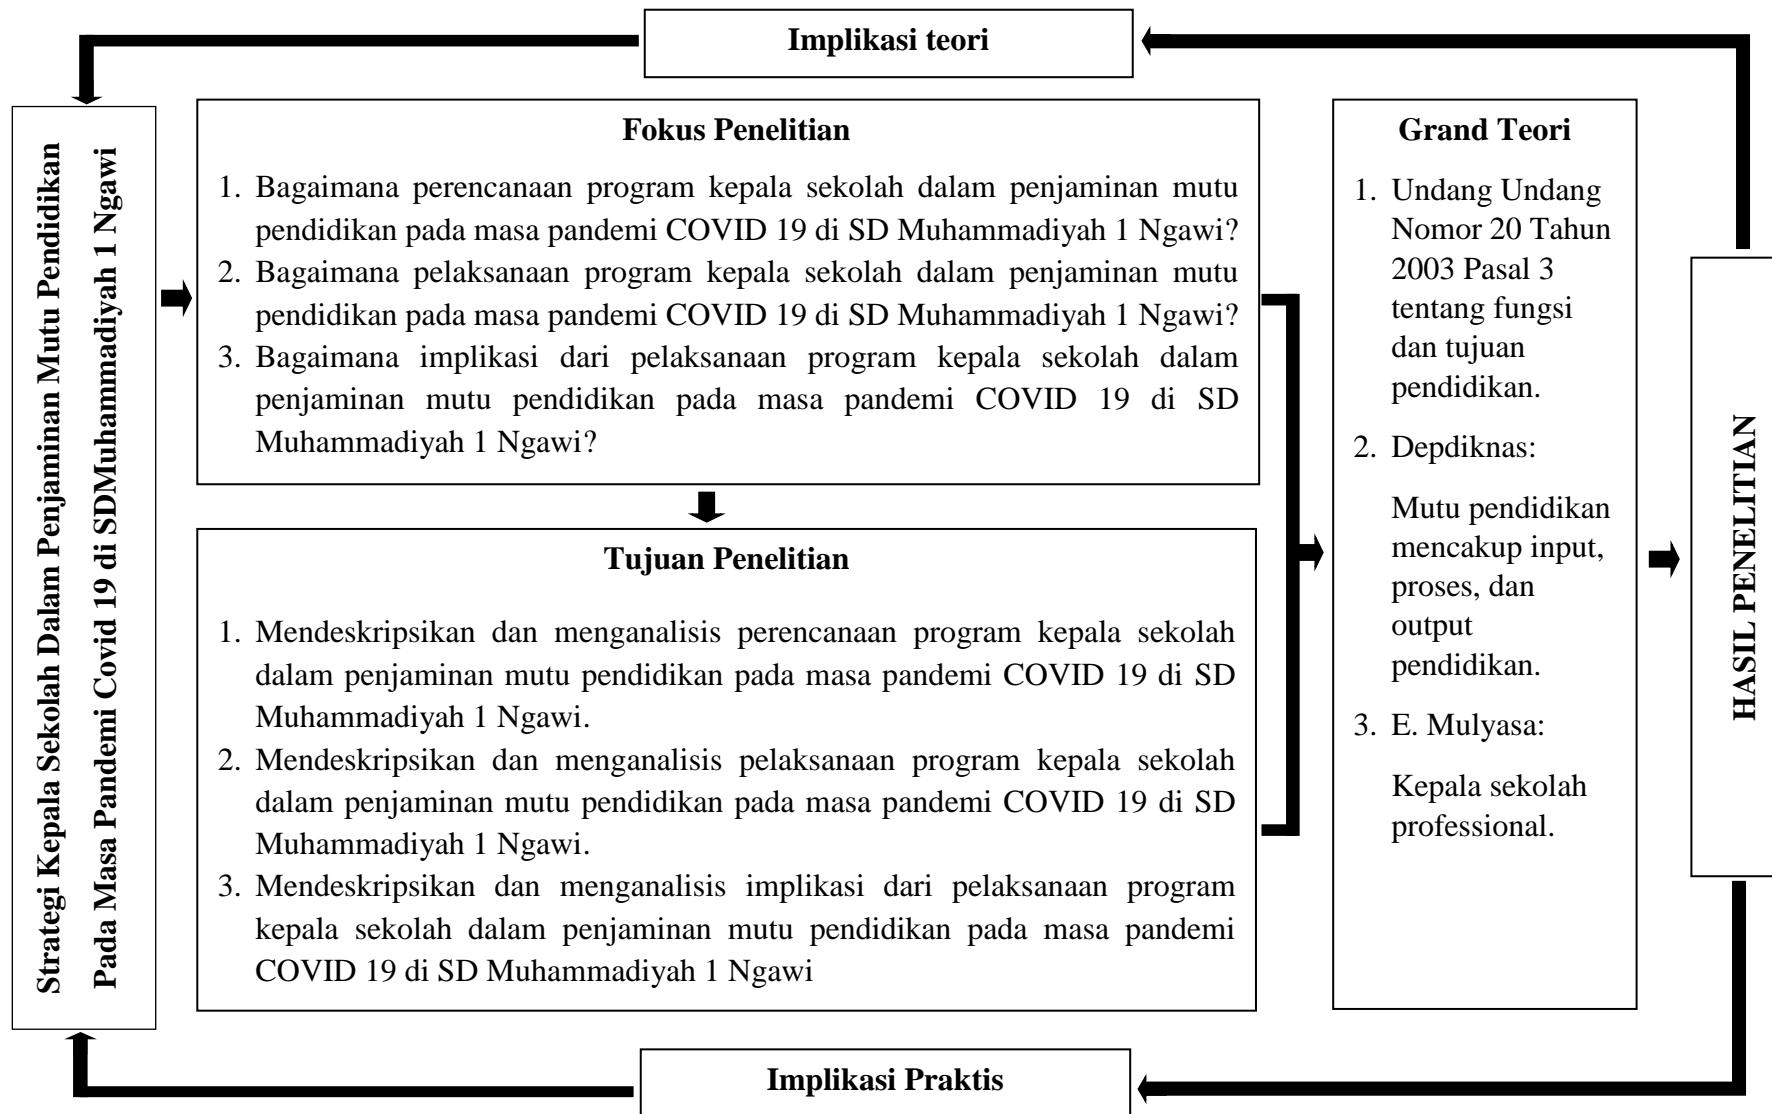 Implikasi teori
Strategi Kepala Sekolah Dalam Penjaminan Mutu Pendidikan
Pada Masa Pandemi Covid 19 di SDMuhammadiyah 1 Ngawi
Fokus Penelitian
1. Bagaimana perencanaan program kepala sekolah dalam penjaminan mutu
pendidikan pada masa pandemi COVID 19 di SD Muhammadiyah 1 Ngawi?
2. Bagaimana pelaksanaan program kepala sekolah dalam penjaminan mutu
pendidikan pada masa pandemi COVID 19 di SD Muhammadiyah 1 Ngawi?
3. Bagaimana implikasi dari pelaksanaan program kepala sekolah dalam
penjaminan mutu pendidikan pada masa pandemi COVID 19 di SD
Muhammadiyah 1 Ngawi?
Tujuan Penelitian
1. Mendeskripsikan dan menganalisis perencanaan program kepala sekolah
dalam penjaminan mutu pendidikan pada masa pandemi COVID 19 di SD
Muhammadiyah 1 Ngawi.
2. Mendeskripsikan dan menganalisis pelaksanaan program kepala sekolah
dalam penjaminan mutu pendidikan pada masa pandemi COVID 19 di SD
Muhammadiyah 1 Ngawi.
3. Mendeskripsikan dan menganalisis implikasi dari pelaksanaan program
kepala sekolah dalam penjaminan mutu pendidikan pada masa pandemi
COVID 19 di SD Muhammadiyah 1 Ngawi
Grand Teori
1. Undang Undang
Nomor 20 Tahun
2003 Pasal 3
tentang fungsi
dan tujuan
pendidikan.
2. Depdiknas:
Mutu pendidikan
mencakup input,
proses, dan
output
pendidikan.
3. E. Mulyasa:
Kepala sekolah
professional.
HASIL PENELITIAN
Implikasi Praktis